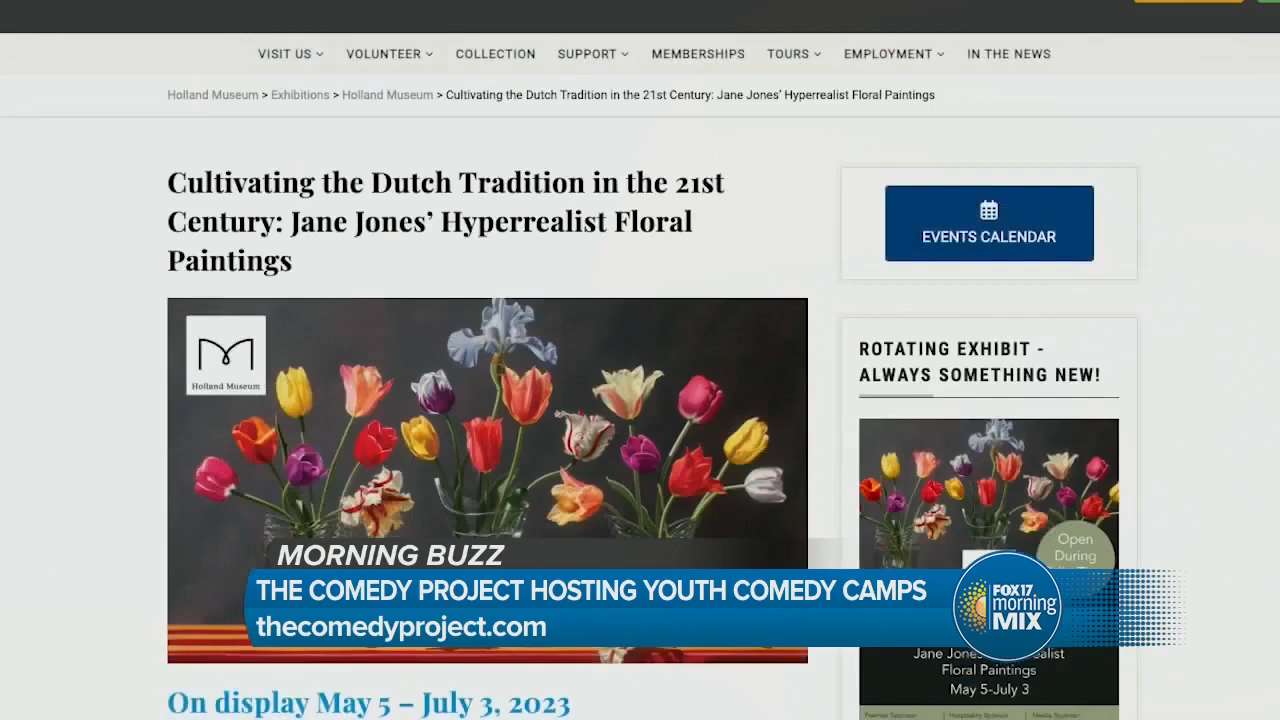 VISIT US VOLUNTEER COLLECTION SUPPORT MEMBERSHIPS TOURS EMPLOYMENT IN THE NEWS
Holland Museum > Exhibitions > Holland Museum > Cultivating the Dutch Tradition in the 21st Century: Jane Jones’ Hyperrealist Floral Paintings
Cultivating the Dutch Tradition in the 21st
Century: Jane Jones’ Hyperrealist Floral
Paintings
Holland Museum
On display May 5 – July 3, 2023
EVENTS CALENDAR
ROTATING EXHIBIT -
ALWAYS SOMETHING NEW!
Open
During
Jane
Floral Paintings
May 5-July 3
MORNING BUZZ
THE COMEDY PROJECT HOSTING YOUTH COMEDY CAMPS
thecomedyproject.com
FOX17
morning
MIX